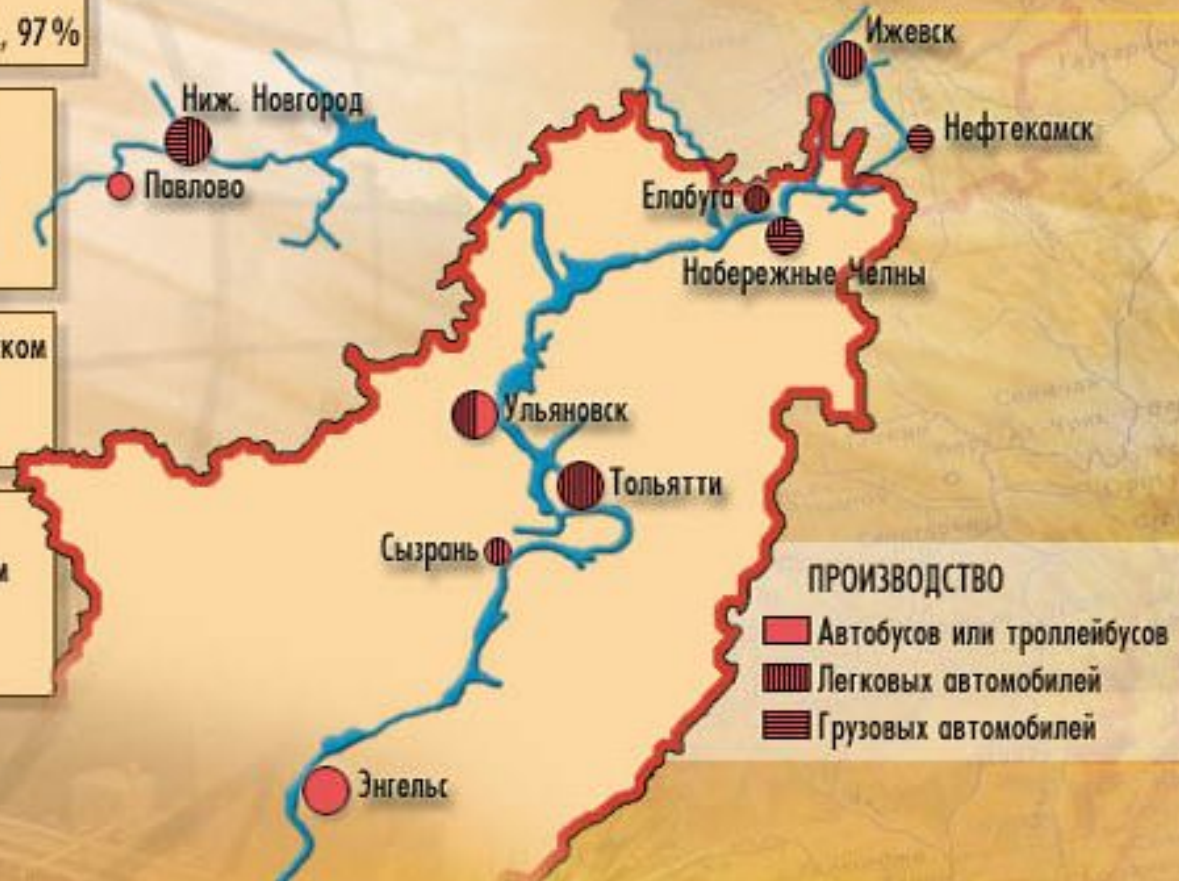 , 97%
Ижевск
Ниж. Новгород
Нефтекамск
Павлово
Елабуга
Набережные Челны
ком
Ульяновск
Тольятти
Сызрань
м
ПРОИЗВОДСТВО
Автобусов или троллейбусов
Легковых автомобилей
Грузовых автомобилей
Энгельс